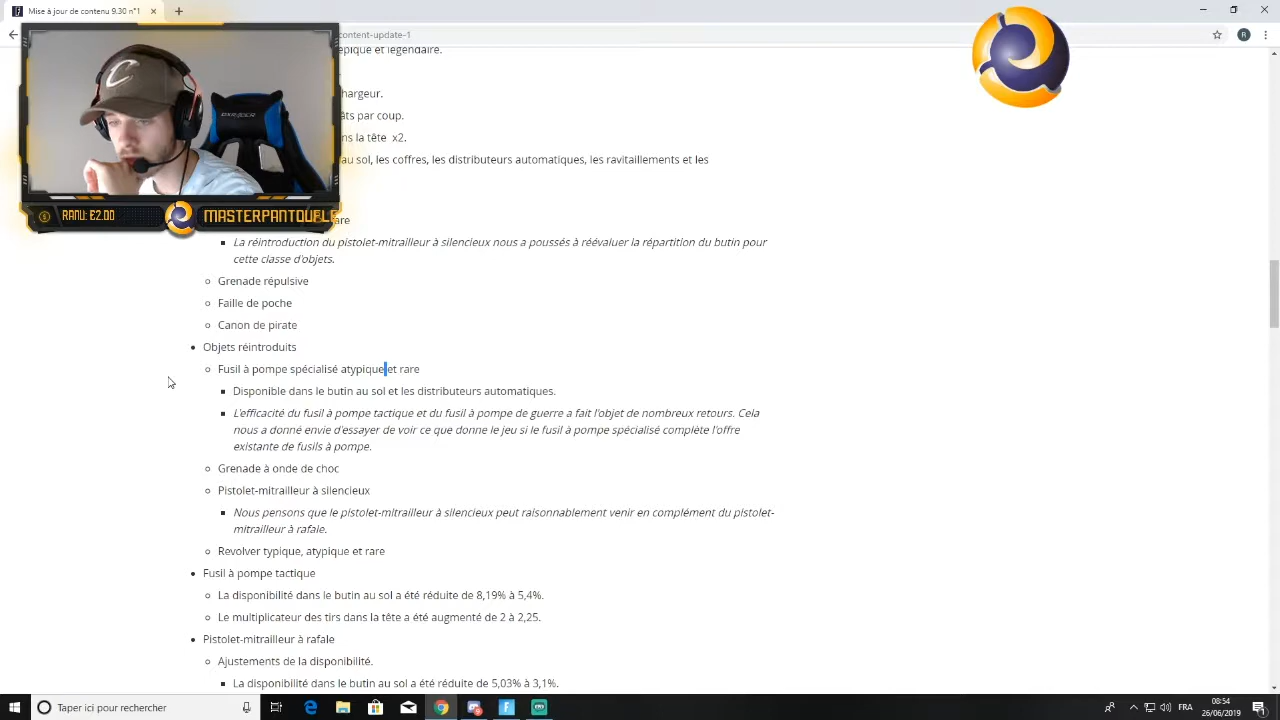 Mise à jour de contenu 9.30 n°1
content-update-1
épique et légendaire.
chargeur.
âts par coup.
ns la tête x2.
au sol, les coffres, les distributeurs automatiques, les ravitaillements et les
rare
La réintroduction du pistolet-mitrailleur à silencieux nous a poussés à réévaluer la répartition du butin pour
cette classe d'objets.
Grenade répulsive
Faille de poche
Canon de pirate
Objets réintroduits
Fusil à pompe spécialisé atypique et rare
Disponible dans le butin au sol et les distributeurs automatiques.
L'efficacité du fusil à pompe tactique et du fusil à pompe de guerre a fait l'objet de nombreux retours. Cela
nous a donné envie d'essayer de voir ce que donne le jeu si le fusil à pompe spécialisé complète l'offre
existante de fusils à pompe.
Grenade à onde de choc
Pistolet-mitrailleur à silencieux
Nous pensons que le pistolet-mitrailleur à silencieux peut raisonnablement venir en complément du pistolet-
mitrailleur à rafale.
Revolver typique, atypique et rare
Fusil à pompe tactique
La disponibilité dans le butin au sol a été réduite de 8,19% à 5,4%.
Le multiplicateur des tirs dans la tête a été augmenté de 2 à 2,25.
Pistolet-mitrailleur à rafale
Ajustements de la disponibilité.
La disponibilité dans le butin au sol a été réduite de 5,03% à 3,1%.
RANU: €2.00
MASTERPANTOUFLE
Taper ici pour rechercher
FRA
08:54
26/06/2019